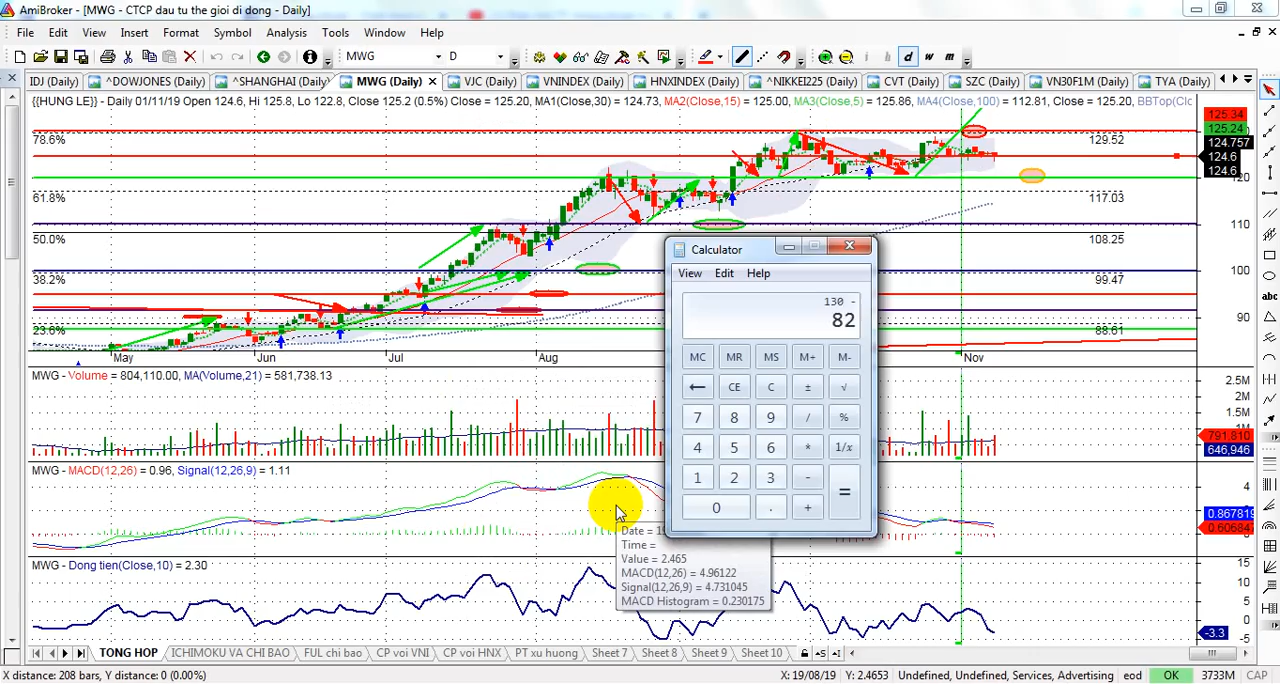 AmiBroker - [MWG - CTCP dau tu the gioi di dong - Daily]
File Edit View Insert Format Symbol Analysis Tools Window Help
MWG D d w m
IDJ (Daily) ^DOWJONES (Daily) ^SHANGHAI (Daily) MWG (Daily) VJC (Daily) VNINDEX (Daily) HNXINDEX (Daily) ^NIKKE225 (Daily) CVT (Daily) SZC (Daily) VN30F1M (Daily) TYA (Daily)
{{HUNG LE}} - Daily 01/11/19 Open 124.6, Hi 125.8, Lo 122.8, Close 125.2 (0.5%) Close = 125.20, MA1(Close,30) = 124.73, MA2(Close,15) = 125.00, MA3(Close,5) = 125.86, MA4(Close,100) = 112.81, Close = 125.20, BBTop(Clo
125.34
125.24
78.6% 129.52
124.757
124.6
122.6
120
61.8% 117.03
110
50.0% 108.25
100
38.2% 99.47
90
23.6% 88.61
May Jun Jul Aug Nov
Calculator
View Edit Help
130 -
82
MC MR MS M+ M-
← CE C ± √
7 8 9 / %
4 5 6 * 1/x
1 2 3 - =
0 . +
MWG - Volume = 804,110.00, MA(Volume,21) = 581,738.13
2.5M
2M
1.5M
791,810
646,946
MWG - MACD(12,26) = 0.96, Signal(12,26,9) = 1.11
4
0.867819
0.606847
Date = 19
Time =
Value = 2.465
MACD(12,26) = 4.96122
Signal(12,26,9) = 4.731045
MACD Histogram = 0.230175
MWG - Dong tien(Close,10) = 2.30
15
10
5
0
-3.3
-5
TONG HOP ICHIMOKU VA CHI BAO FUL chi bao CP voi VNI CP voi HNX PT xu huong Sheet 7 Sheet 8 Sheet 9 Sheet 10
X distance: 208 bars, Y distance: 0 (0.00%) X: 19/08/19 Y: 2.4653 Undefined, Undefined, Services, Advertising eod OK 3733M CAP